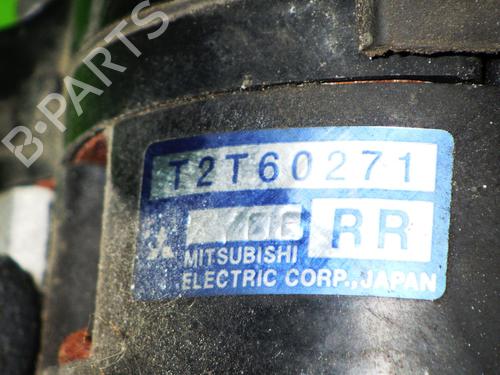 B-PARTS
T2T60271
RR
MITSUBISHI
ELECTRIC CORP., JAPAN